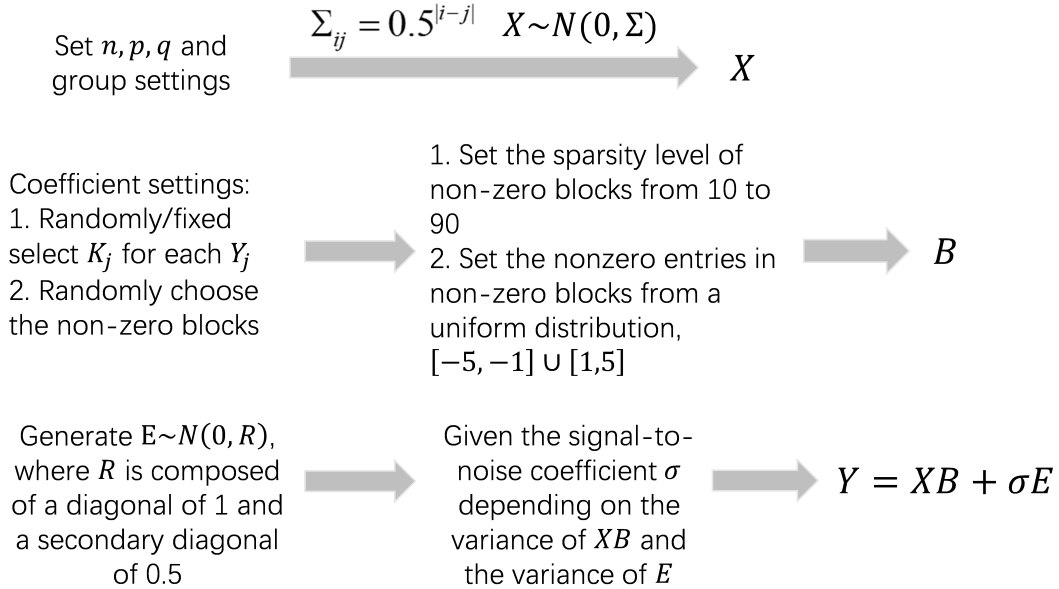 Set n, p, q and
group settings
Σ_{ij} = 0.5^{|i−j|} X~N(0, Σ)
X
Coefficient settings:
1. Randomly/fixed
select K_j for each Y_j
2. Randomly choose
the non-zero blocks
1. Set the sparsity level of
non-zero blocks from 10 to
90
2. Set the nonzero entries in
non-zero blocks from a
uniform distribution,
[−5, −1] ∪ [1,5]
B
Generate E~N(0, R),
where R is composed
of a diagonal of 1 and
a secondary diagonal
of 0.5
Given the signal-to-
noise coefficient σ
depending on the
variance of XB and
the variance of E
Y = XB + σE